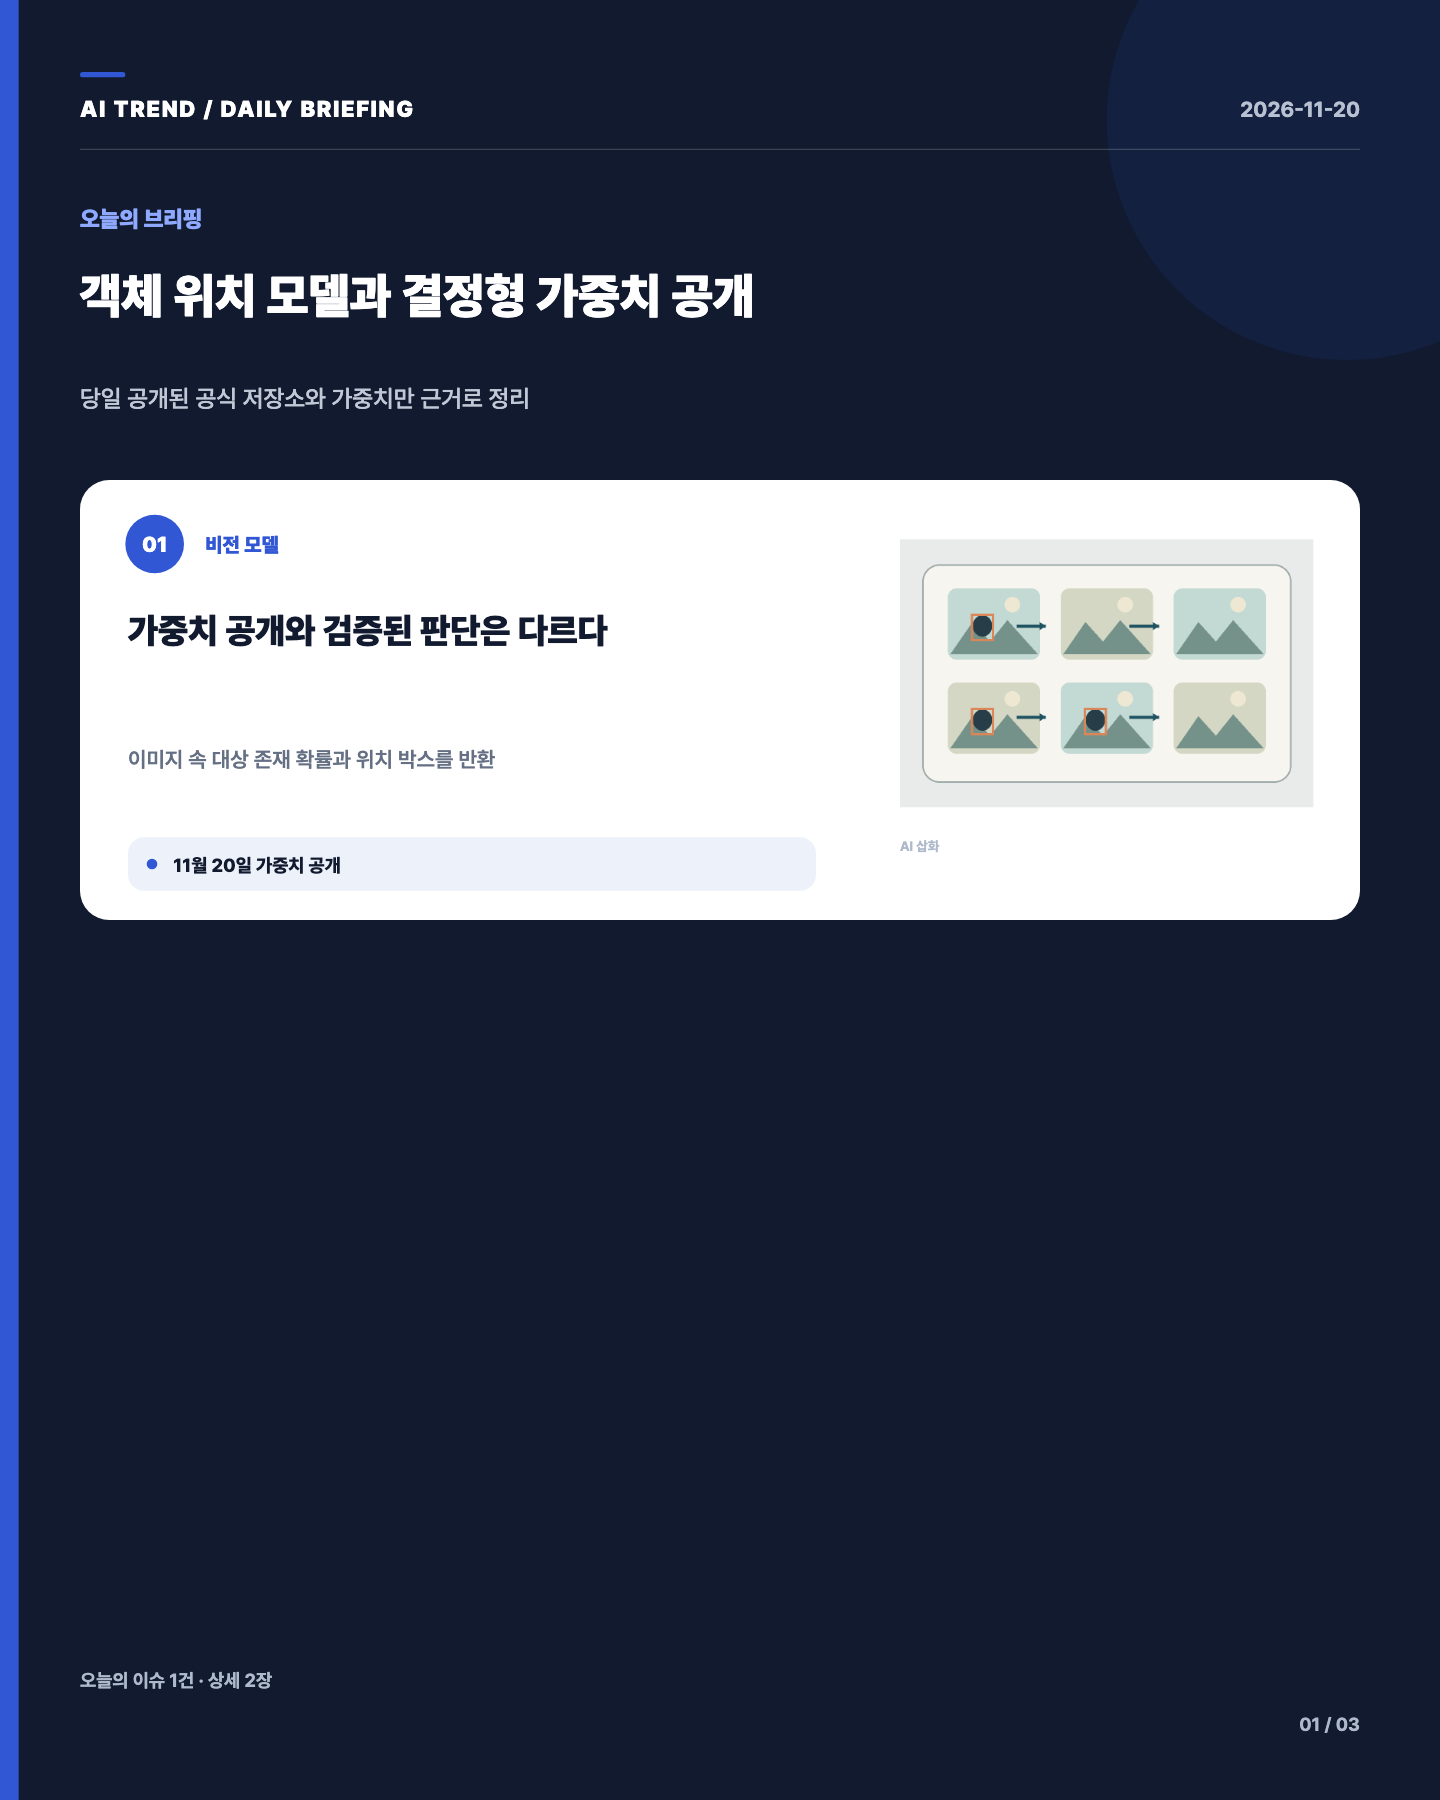 AI TREND / DAILY BRIEFING
2026-11-20
오늘의 브리핑
객체 위치 모델과 결정형 가중치 공개
당일 공개된 공식 저장소와 가중치만 근거로 정리
01
비전 모델
가중치 공개와 검증된 판단은 다르다
이미지 속 대상 존재 확률과 위치 박스를 반환
11월 20일 가중치 공개
AI 삽화
오늘의 이슈 1건 · 상세 2장
01 / 03